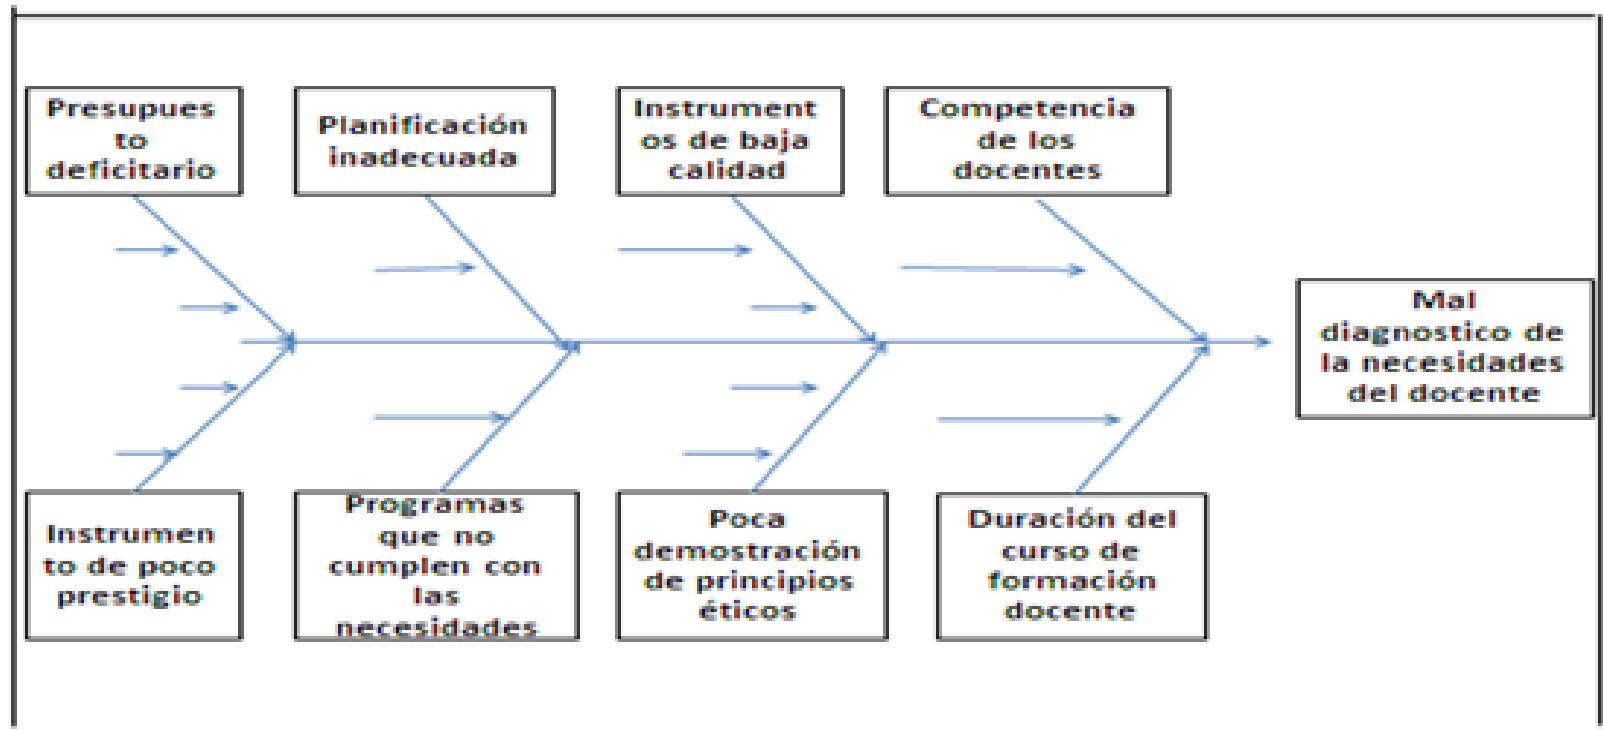 Presupues
to
deficitario
Planificación
inadecuada
Instrument
os de baja
calidad
Competencia
de los
docentes
Mal
diagnostico de
la necesidades
del docente
Instrumen
to de poco
prestigio
Programas
que no
cumplen con
las
necesidades
Poca
demostración
de principios
éticos
Duración del
curso de
formación
docente